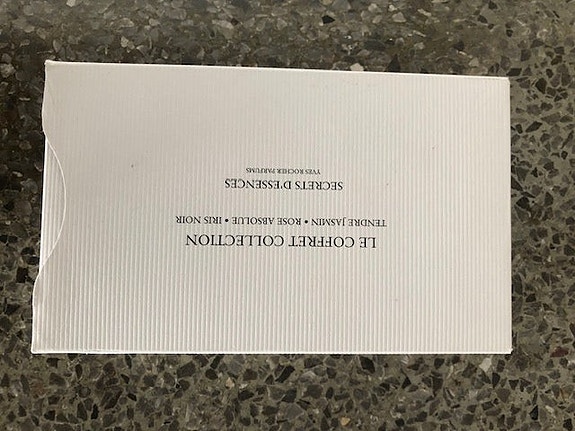 LE COFFRET COLLECTION
TENDRE JASMIN • ROSE ABSOLUE • IRIS NOIR
SECRETS D'ESSENCES
YVES ROCHER PARFUMS